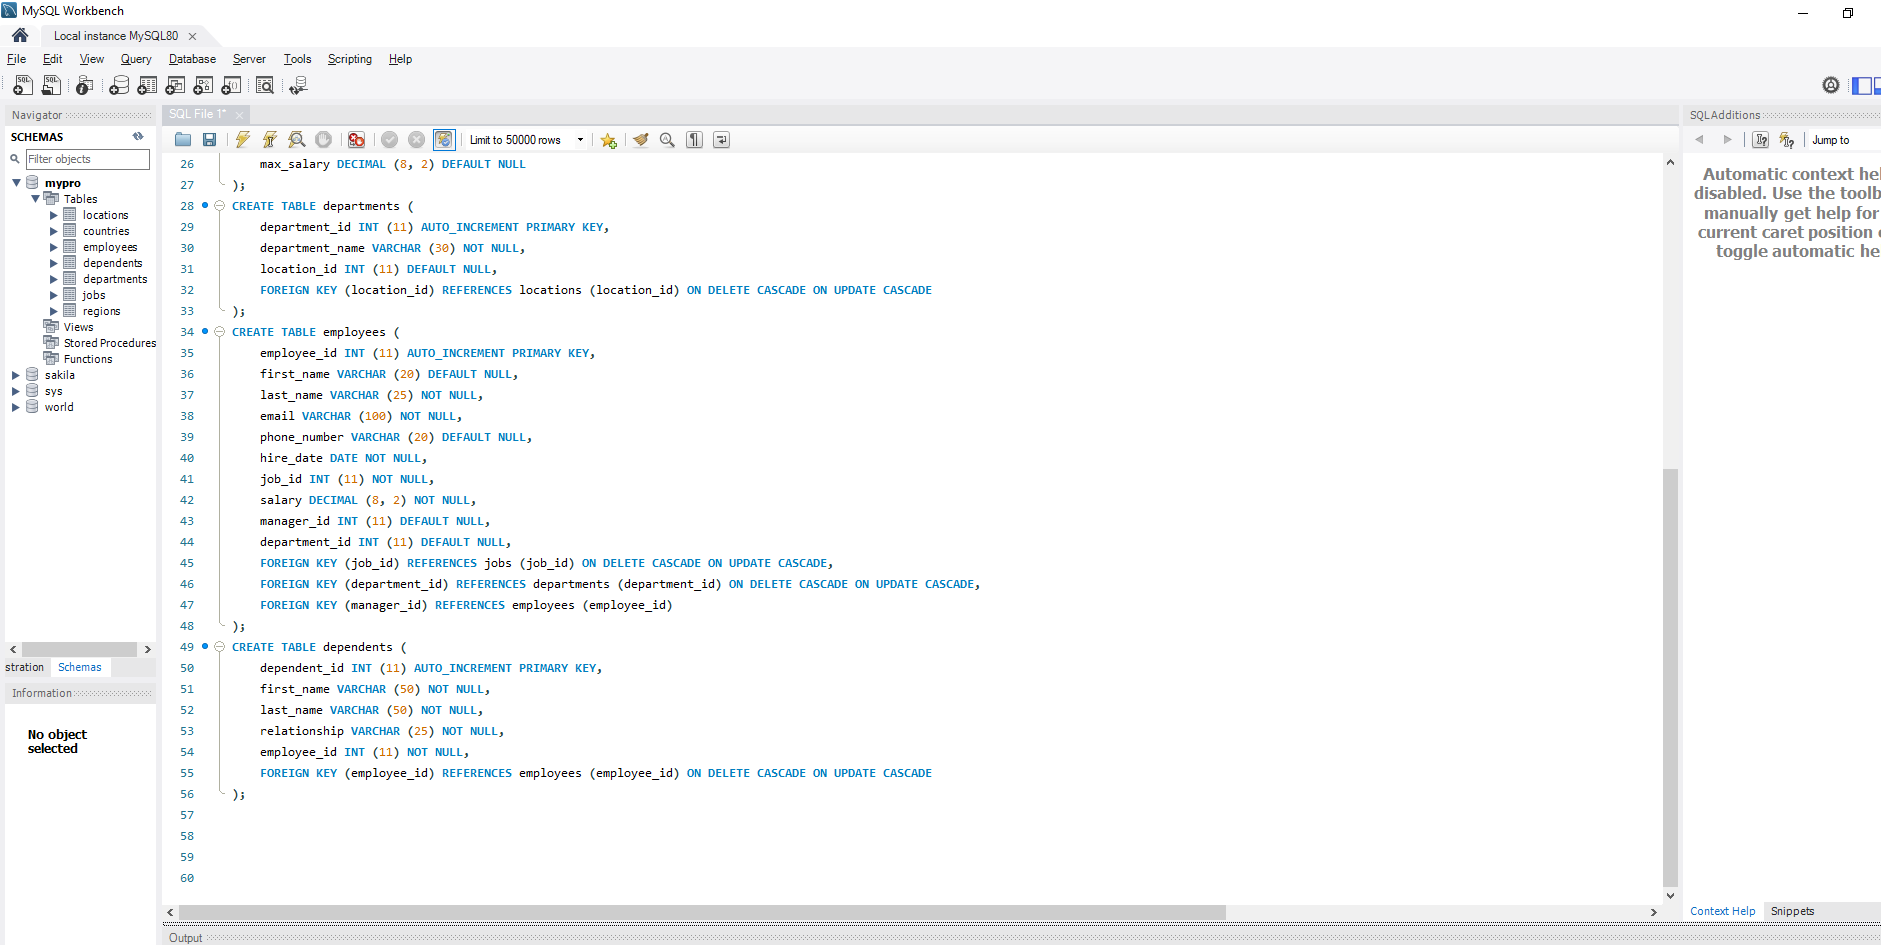 MySQL Workbench
Local instance MySQL80
File Edit View Query Database Server Tools Scripting Help
Navigator
SCHEMAS
Filter objects
mypro
Tables
locations
countries
employees
dependents
departments
jobs
regions
Views
Stored Procedures
Functions
sakila
sys
world
stration Schemas
Information
No object
selected
SQL File 1*
Limit to 50000 rows
26 max_salary DECIMAL (8, 2) DEFAULT NULL
27 );
28 CREATE TABLE departments (
29 department_id INT (11) AUTO_INCREMENT PRIMARY KEY,
30 department_name VARCHAR (30) NOT NULL,
31 location_id INT (11) DEFAULT NULL,
32 FOREIGN KEY (location_id) REFERENCES locations (location_id) ON DELETE CASCADE ON UPDATE CASCADE
33 );
34 CREATE TABLE employees (
35 employee_id INT (11) AUTO_INCREMENT PRIMARY KEY,
36 first_name VARCHAR (20) DEFAULT NULL,
37 last_name VARCHAR (25) NOT NULL,
38 email VARCHAR (100) NOT NULL,
39 phone_number VARCHAR (20) DEFAULT NULL,
40 hire_date DATE NOT NULL,
41 job_id INT (11) NOT NULL,
42 salary DECIMAL (8, 2) NOT NULL,
43 manager_id INT (11) DEFAULT NULL,
44 department_id INT (11) DEFAULT NULL,
45 FOREIGN KEY (job_id) REFERENCES jobs (job_id) ON DELETE CASCADE ON UPDATE CASCADE,
46 FOREIGN KEY (department_id) REFERENCES departments (department_id) ON DELETE CASCADE ON UPDATE CASCADE,
47 FOREIGN KEY (manager_id) REFERENCES employees (employee_id)
48 );
49 CREATE TABLE dependents (
50 dependent_id INT (11) AUTO_INCREMENT PRIMARY KEY,
51 first_name VARCHAR (50) NOT NULL,
52 last_name VARCHAR (50) NOT NULL,
53 relationship VARCHAR (25) NOT NULL,
54 employee_id INT (11) NOT NULL,
55 FOREIGN KEY (employee_id) REFERENCES employees (employee_id) ON DELETE CASCADE ON UPDATE CASCADE
56 );
57
58
59
60
Output
SQLAdditions
Jump to
Automatic context hel
disabled. Use the toolb
manually get help for
current caret position o
toggle automatic he
Context Help Snippets